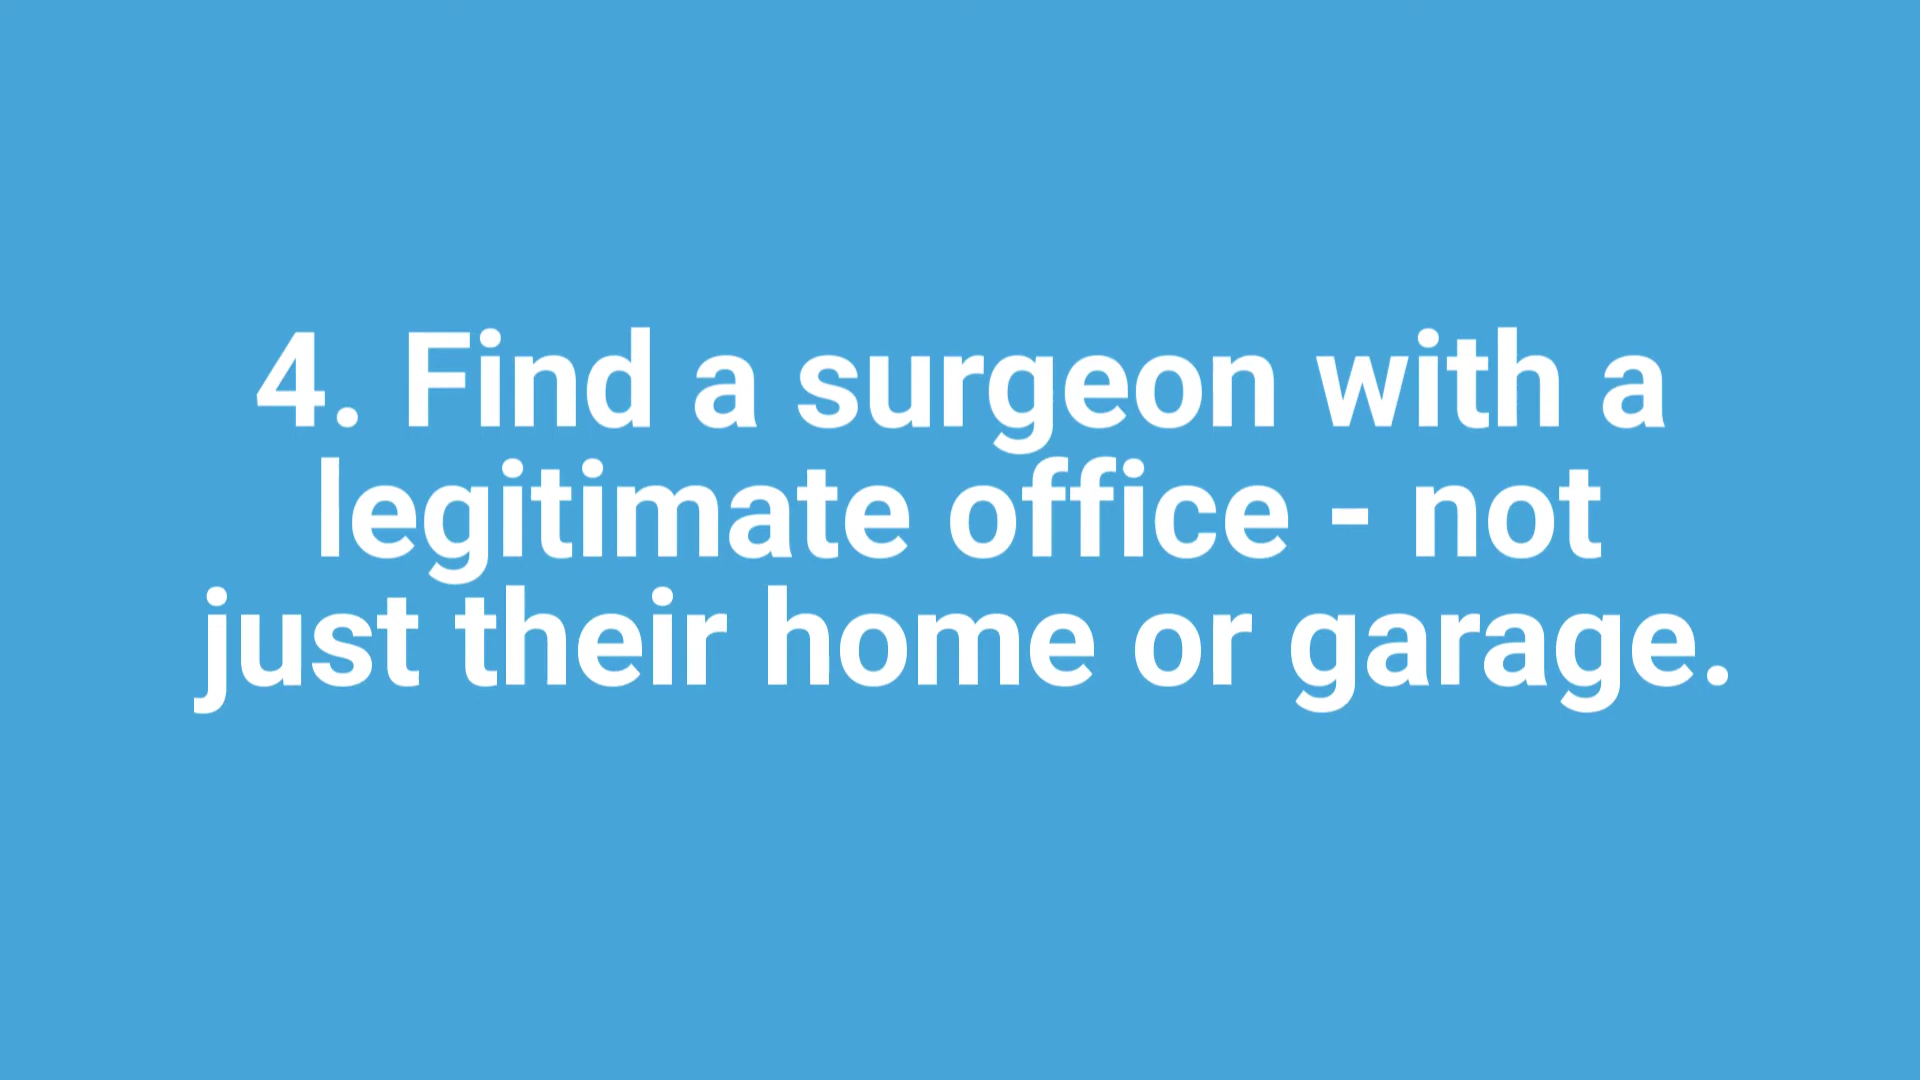 4. Find a surgeon with a
legitimate office - not
just their home or garage.